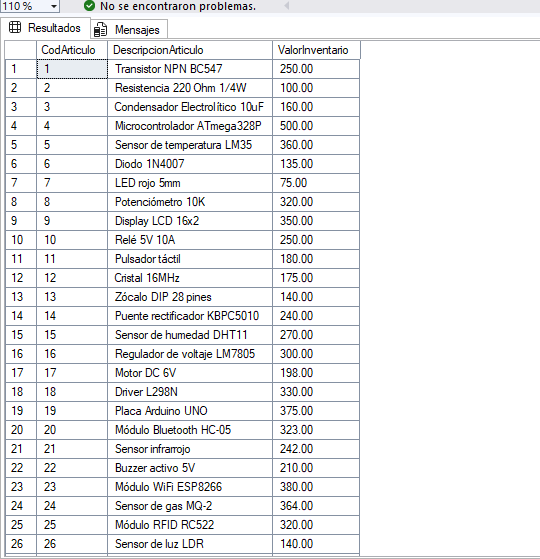 110 % No se encontraron problemas.
Resultados Mensajes
CodArticulo DescripcionArticulo ValorInventario
1 1 Transistor NPN BC547 250.00
2 2 Resistencia 220 Ohm 1/4W 100.00
3 3 Condensador Electrolítico 10uF 160.00
4 4 Microcontrolador ATmega328P 500.00
5 5 Sensor de temperatura LM35 360.00
6 6 Diodo 1N4007 135.00
7 7 LED rojo 5mm 75.00
8 8 Potenciómetro 10K 320.00
9 9 Display LCD 16x2 350.00
10 10 Relé 5V 10A 250.00
11 11 Pulsador táctil 180.00
12 12 Cristal 16MHz 175.00
13 13 Zócalo DIP 28 pines 140.00
14 14 Puente rectificador KBPC5010 240.00
15 15 Sensor de humedad DHT11 270.00
16 16 Regulador de voltaje LM7805 300.00
17 17 Motor DC 6V 198.00
18 18 Driver L298N 330.00
19 19 Placa Arduino UNO 375.00
20 20 Módulo Bluetooth HC-05 323.00
21 21 Sensor infrarrojo 242.00
22 22 Buzzer activo 5V 210.00
23 23 Módulo WiFi ESP8266 380.00
24 24 Sensor de gas MQ-2 364.00
25 25 Módulo RFID RC522 320.00
26 26 Sensor de luz LDR 140.00